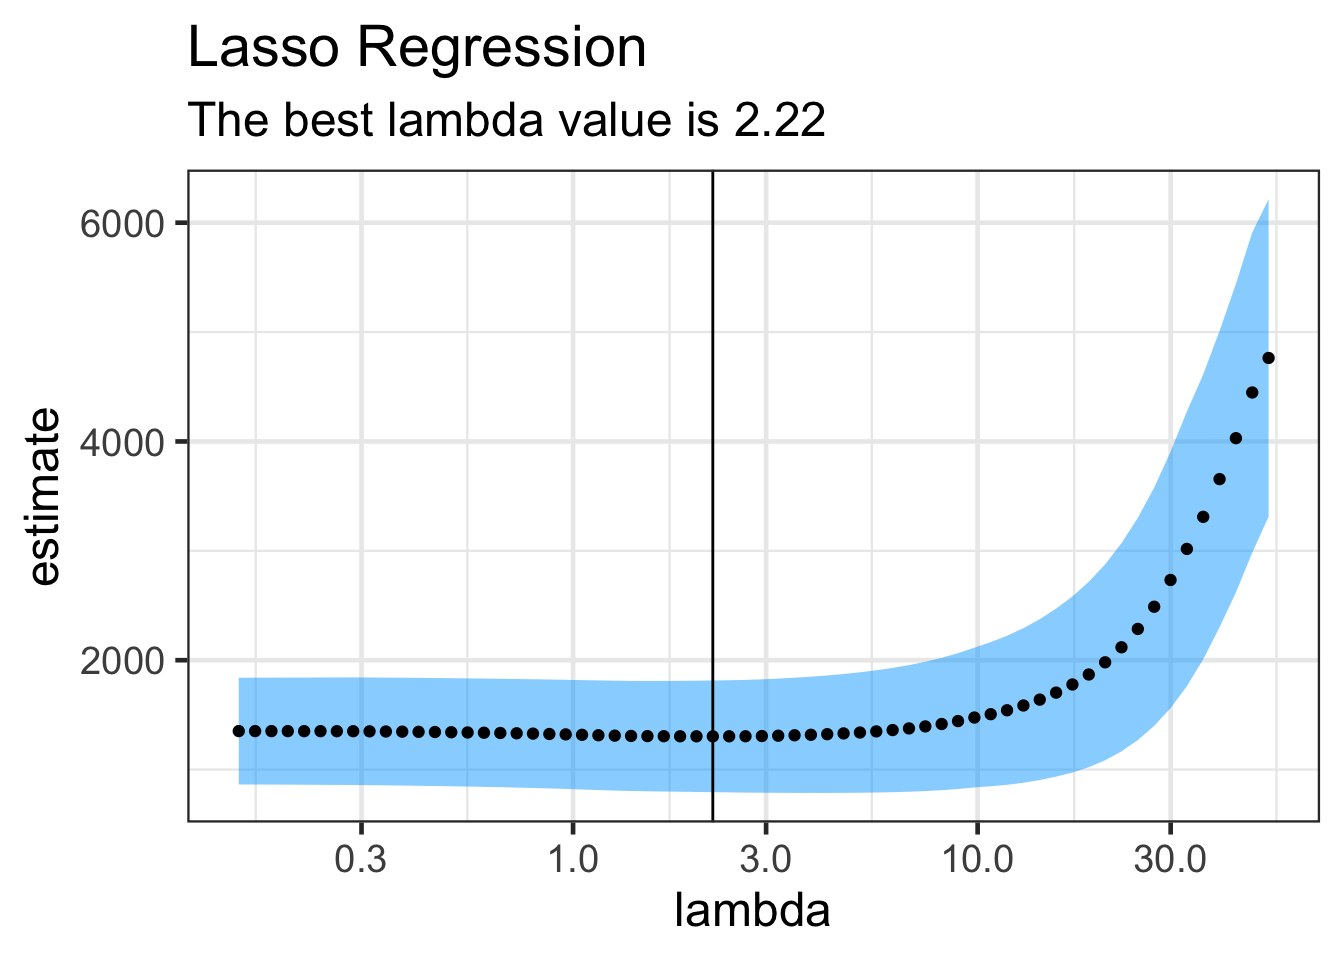 Lasso Regression
The best lambda value is 2.22
6000
4000
2000
estimate
0.3 1.0 3.0 10.0 30.0
lambda